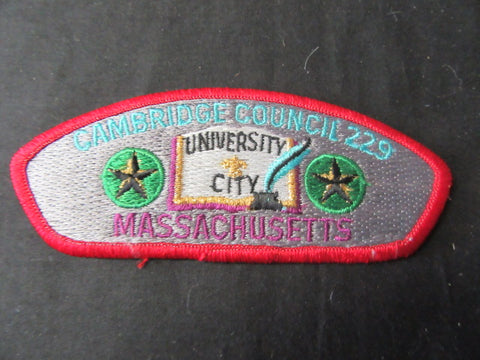 CAMBRIDGE COUNCIL 229
UNIVERSITY
CITY
MASSACHUSETTS